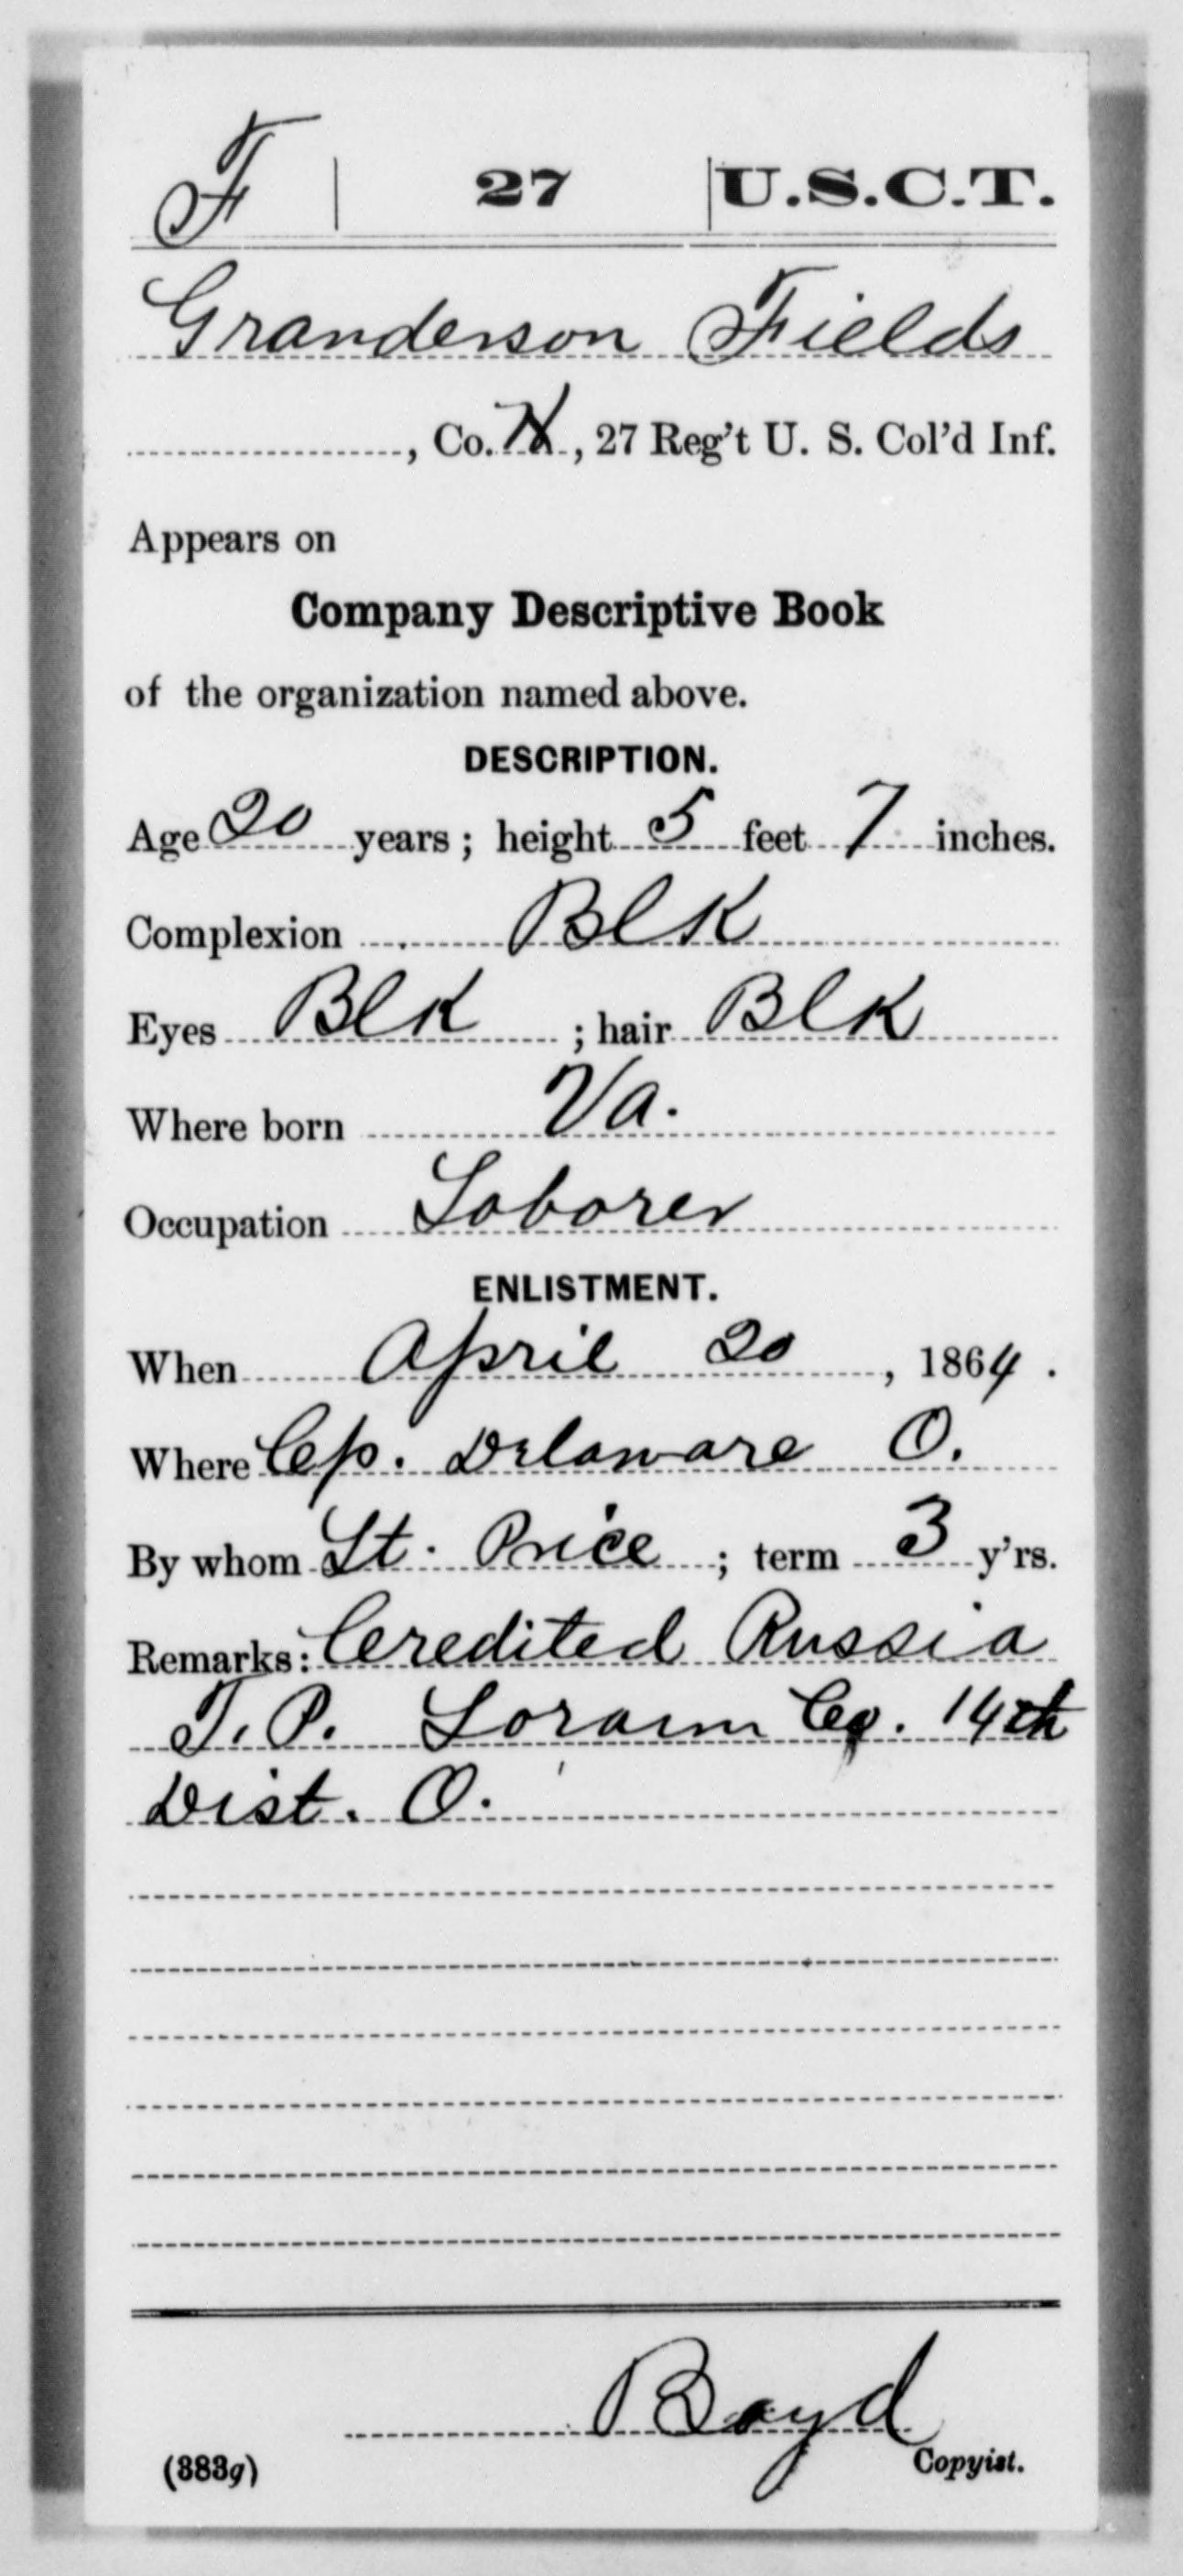 F 27 U.S.C.T.
Granderson Fields
, Co. H, 27 Reg't U. S. Col'd Inf.
Appears on
Company Descriptive Book
of the organization named above.
DESCRIPTION.
Age 20 years; height 5 feet 7 inches.
Complexion Blk
Eyes Blk; hair Blk
Where born Va.
Occupation Laborer
ENLISTMENT.
When April 20, 1864.
Where Cp. Delaware O.
By whom Lt. Price; term 3 y'rs.
Remarks: Credited Russia
T.P. Lorain Co. 14th
Dist. O.
Boyd
(383g) Copyist.